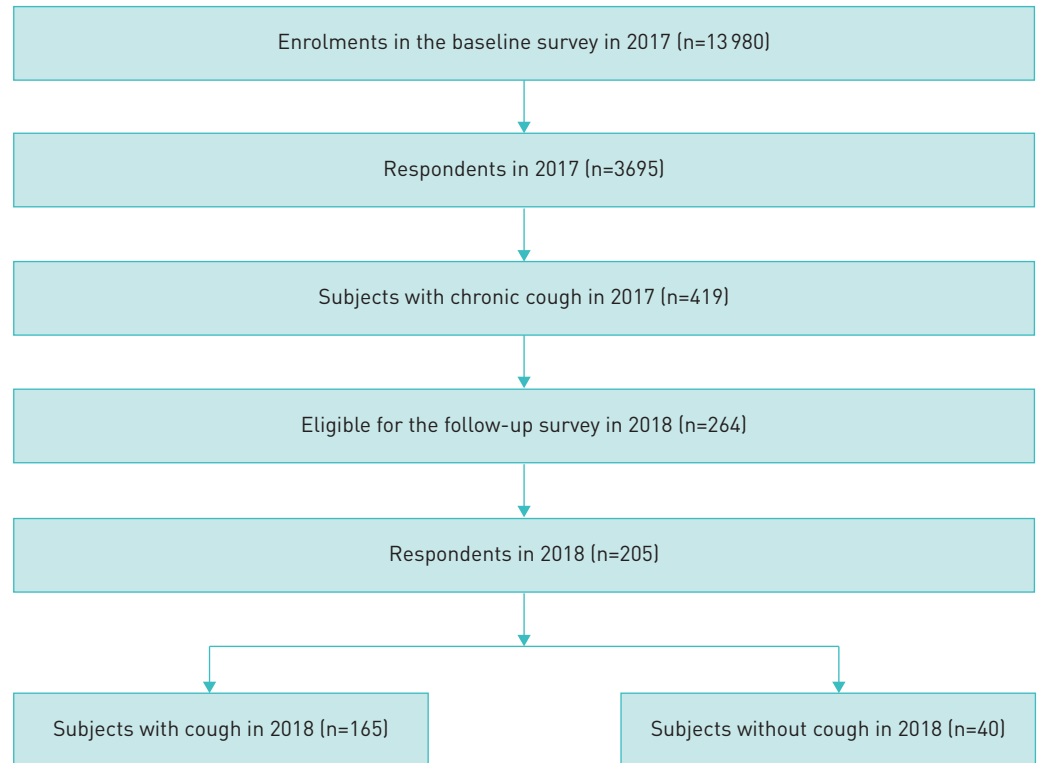 Enrolments in the baseline survey in 2017 (n=13 980)
Respondents in 2017 (n=3695)
Subjects with chronic cough in 2017 (n=419)
Eligible for the follow-up survey in 2018 (n=264)
Respondents in 2018 (n=205)
Subjects with cough in 2018 (n=165)
Subjects without cough in 2018 (n=40)